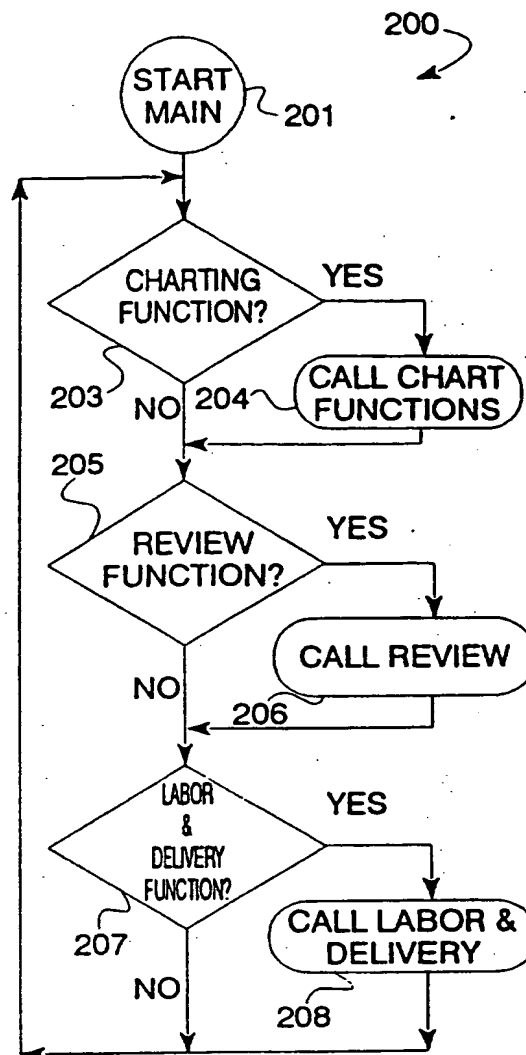 200
START
MAIN
201
CHARTING
FUNCTION?
YES
203
NO
204
CALL CHART
FUNCTIONS
205
REVIEW
FUNCTION?
YES
NO
206
CALL REVIEW
LABOR
&
DELIVERY
FUNCTION?
YES
207
NO
CALL LABOR &
DELIVERY
208